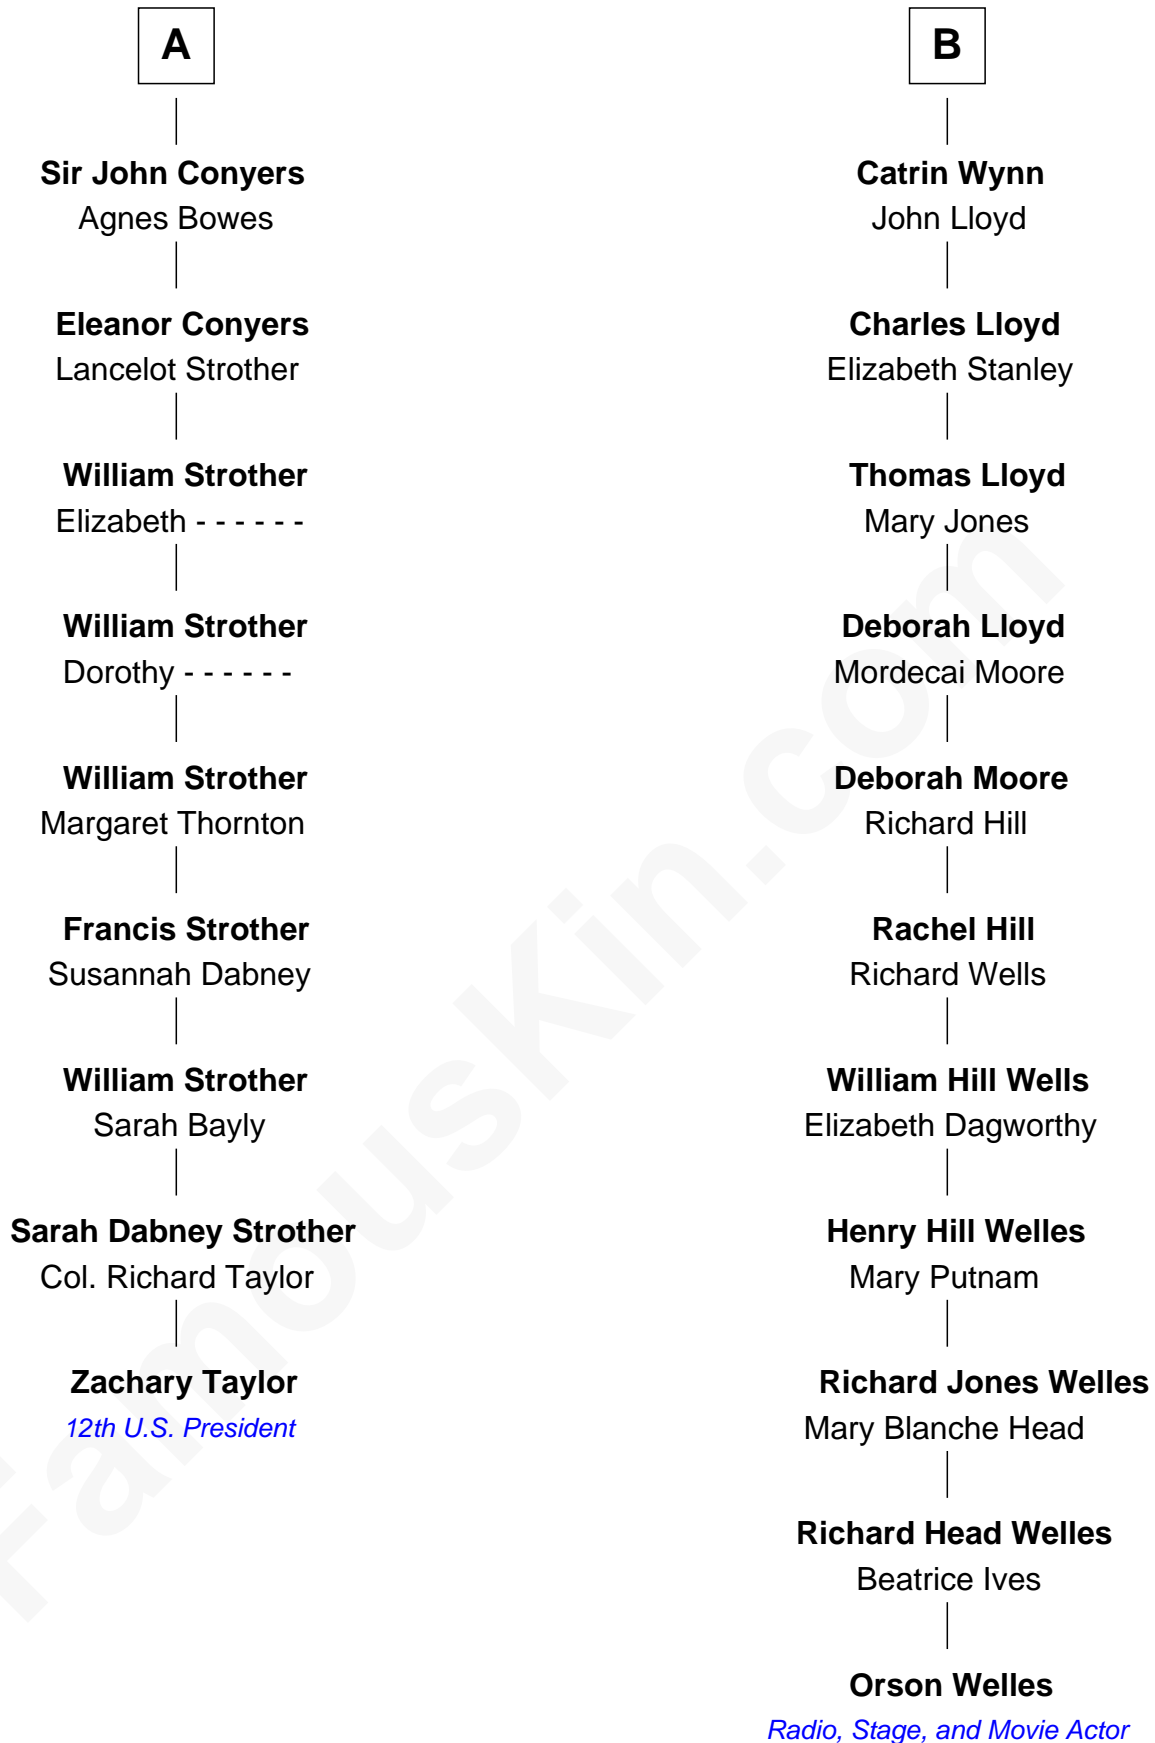 A
Sir John Conyers
Agnes Bowes
Eleanor Conyers
Lancelot Strother
William Strother
Elizabeth - - - - - -
William Strother
Dorothy - - - - - -
William Strother
Margaret Thornton
Francis Strother
Susannah Dabney
William Strother
Sarah Bayly
Sarah Dabney Strother
Col. Richard Taylor
Zachary Taylor
12th U.S. President
B
Catrin Wynn
John Lloyd
Charles Lloyd
Elizabeth Stanley
Thomas Lloyd
Mary Jones
Deborah Lloyd
Mordecai Moore
Deborah Moore
Richard Hill
Rachel Hill
Richard Wells
William Hill Wells
Elizabeth Dagworthy
Henry Hill Welles
Mary Putnam
Richard Jones Welles
Mary Blanche Head
Richard Head Welles
Beatrice Ives
Orson Welles
Radio, Stage, and Movie Actor
FamousKin.com